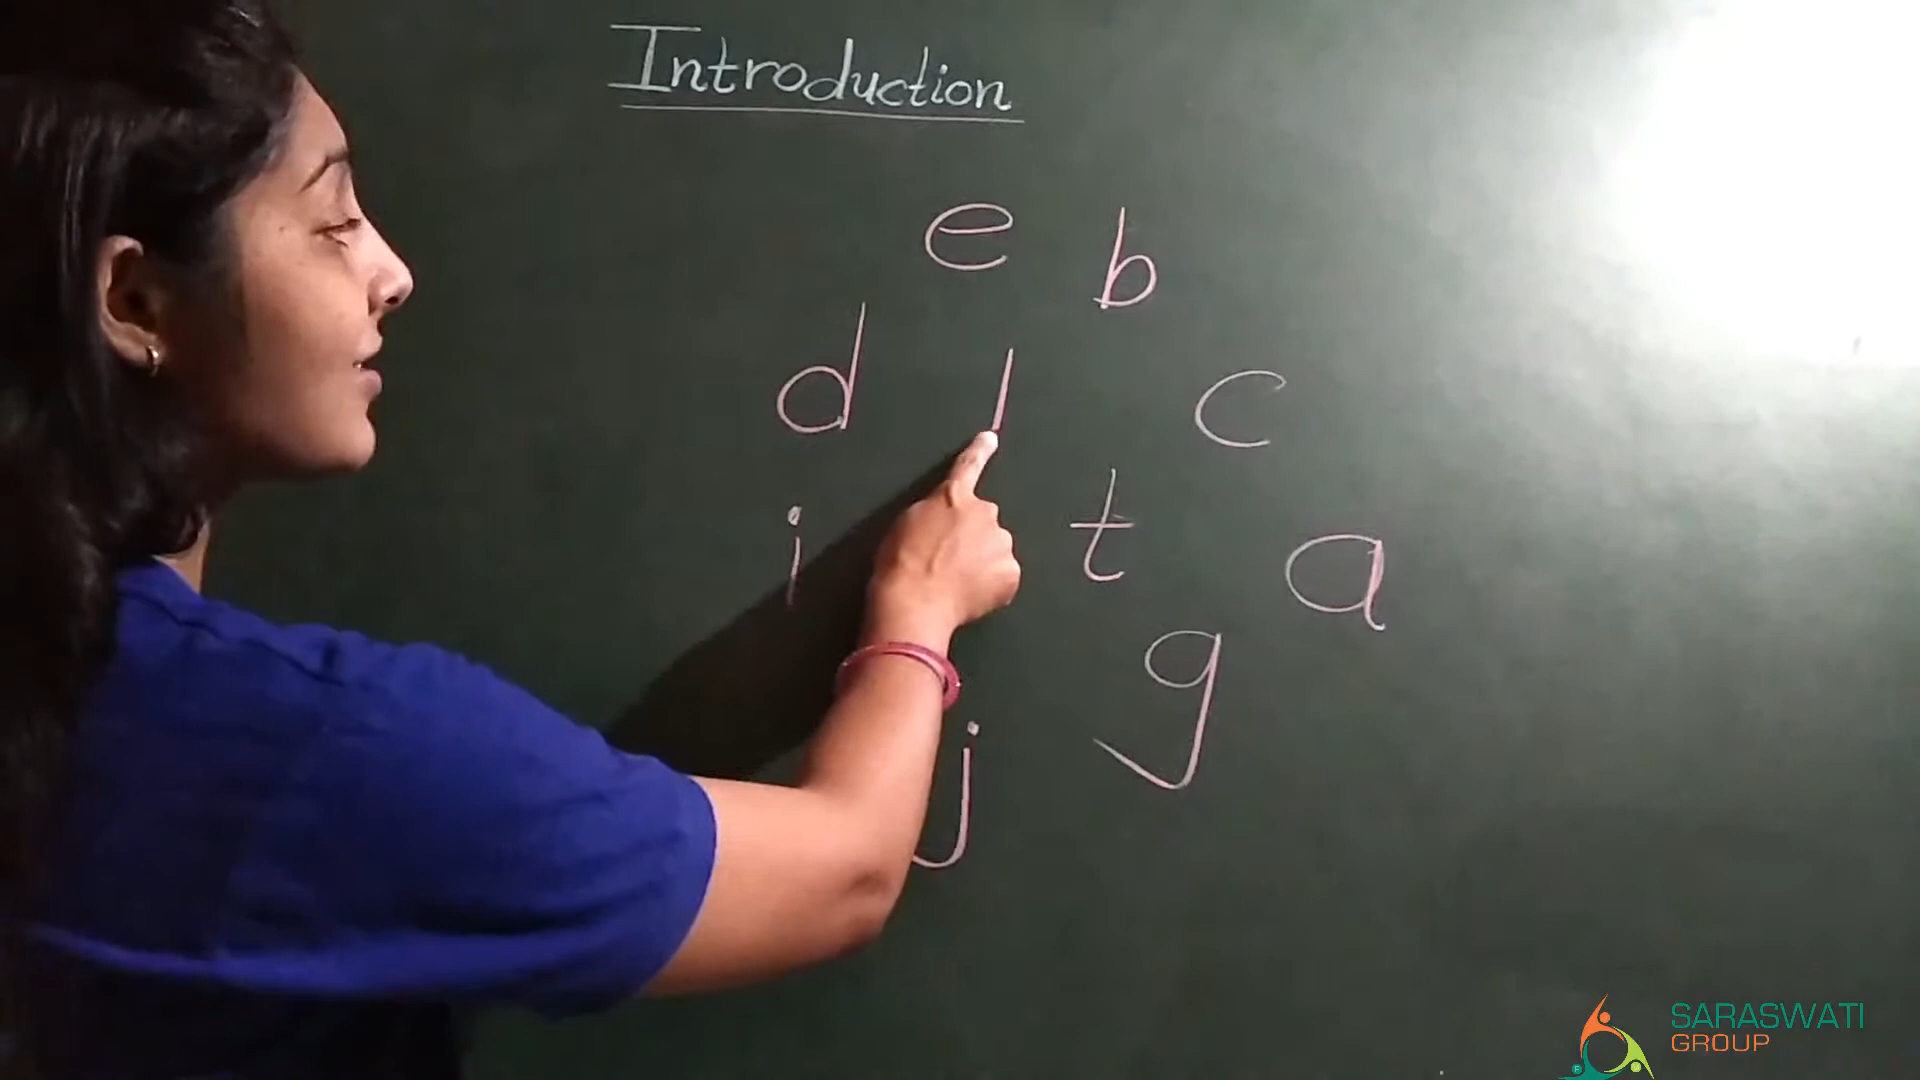 Introduction
e b
d l c
i t a
g
j
SARASWATI
GROUP